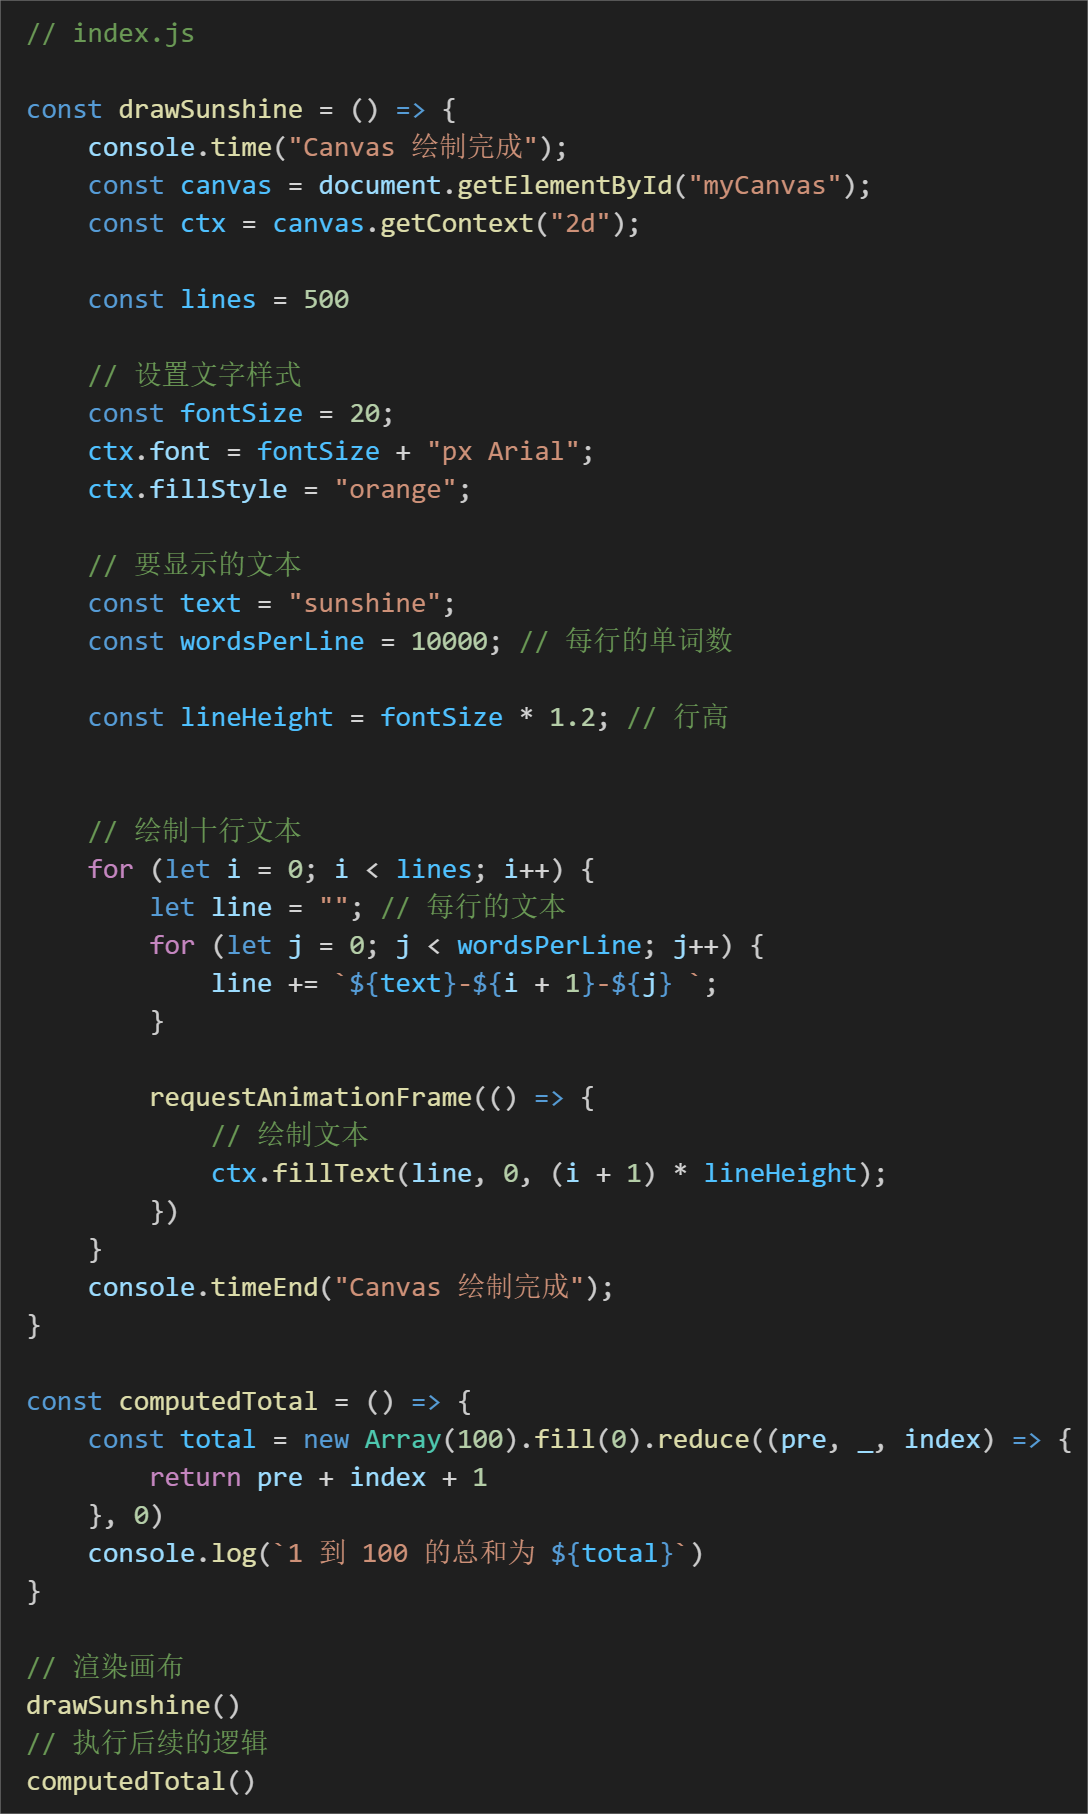 // index.js
const drawSunshine = () => {
    console.time("Canvas 绘制完成");
    const canvas = document.getElementById("myCanvas");
    const ctx = canvas.getContext("2d");
    const lines = 500
    // 设置文字样式
    const fontSize = 20;
    ctx.font = fontSize + "px Arial";
    ctx.fillStyle = "orange";
    // 要显示的文本
    const text = "sunshine";
    const wordsPerLine = 10000; // 每行的单词数
    const lineHeight = fontSize * 1.2; // 行高
    // 绘制十行文本
    for (let i = 0; i < lines; i++) {
        let line = ""; // 每行的文本
        for (let j = 0; j < wordsPerLine; j++) {
            line += `${text}-${i + 1}-${j} `;
        }
        requestAnimationFrame(() => {
            // 绘制文本
            ctx.fillText(line, 0, (i + 1) * lineHeight);
        })
    }
    console.timeEnd("Canvas 绘制完成");
}
const computedTotal = () => {
    const total = new Array(100).fill(0).reduce((pre, _, index) => {
        return pre + index + 1
    }, 0)
    console.log(`1 到 100 的总和为 ${total}`)
}
// 渲染画布
drawSunshine()
// 执行后续的逻辑
computedTotal()